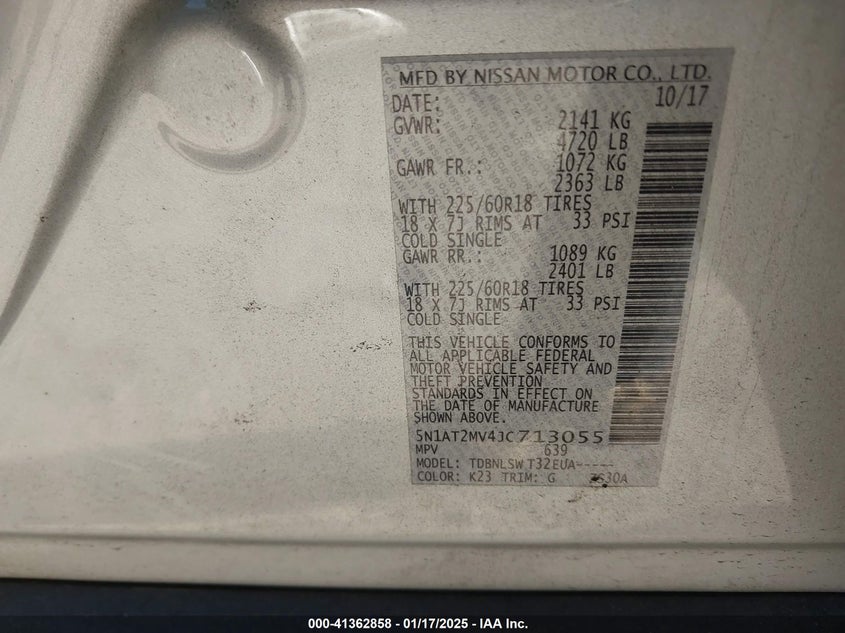 MFD BY NISSAN MOTOR CO., LTD.
DATE: 10/17
GVWR: 2141 KG
4720 LB
GAWR FR.: 1072 KG
2363 LB
WITH 225/60R18 TIRES
18 X 7J RIMS AT 33 PSI
COLD SINGLE
GAWR RR.: 1089 KG
2401 LB
WITH 225/60R18 TIRES
18 X 7J RIMS AT 33 PSI
COLD SINGLE
THIS VEHICLE CONFORMS TO
ALL APPLICABLE FEDERAL
MOTOR VEHICLE SAFETY AND
THEFT PREVENTION
STANDARDS IN EFFECT ON
THE DATE OF MANUFACTURE
SHOWN ABOVE.
5N1AT2MV4JC713055
MPV 639
MODEL: TDBNLSW T32EUA-----
COLOR: K23 TRIM: G
000-41362858 - 01/17/2025 - IAA Inc.